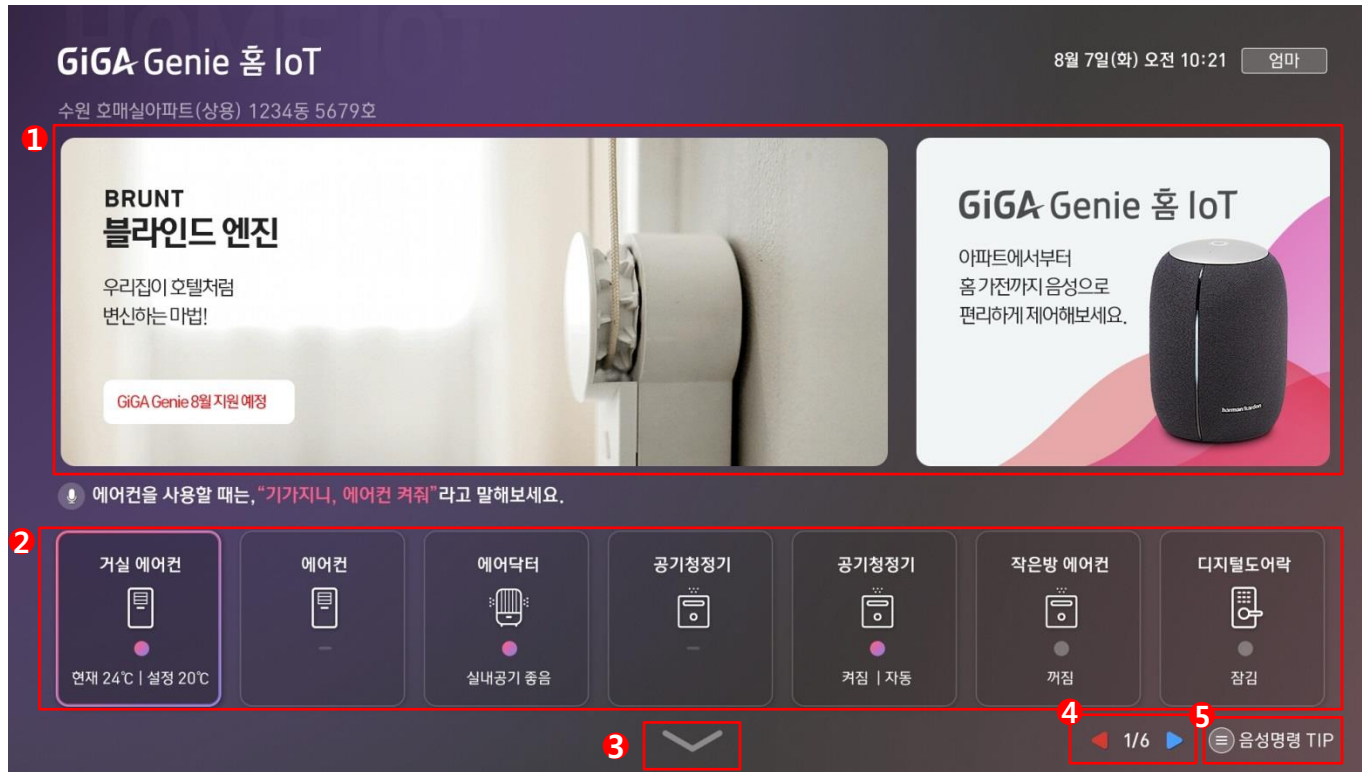 GiGA Genie 홈 IoT
8월 7일(화) 오전 10:21 엄마
수원 호매실아파트(상용) 1234동 5679호
1
BRUNT
블라인드 엔진
우리집이 호텔처럼
변신하는 마법!
GiGA Genie 8월 지원 예정
GiGA Genie 홈 IoT
아파트에서부터
홈 가전까지 음성으로
편리하게 제어해보세요.
harman/kardon
에어컨을 사용할 때는, “기가지니, 에어컨 켜줘”라고 말해보세요.
2
거실 에어컨
현재 24℃ | 설정 20℃
에어컨
–
에어닥터
실내공기 좋음
공기청정기
–
공기청정기
켜짐 | 자동
작은방 에어컨
꺼짐
디지털도어락
잠김
3
4
1/6
5
음성명령 TIP